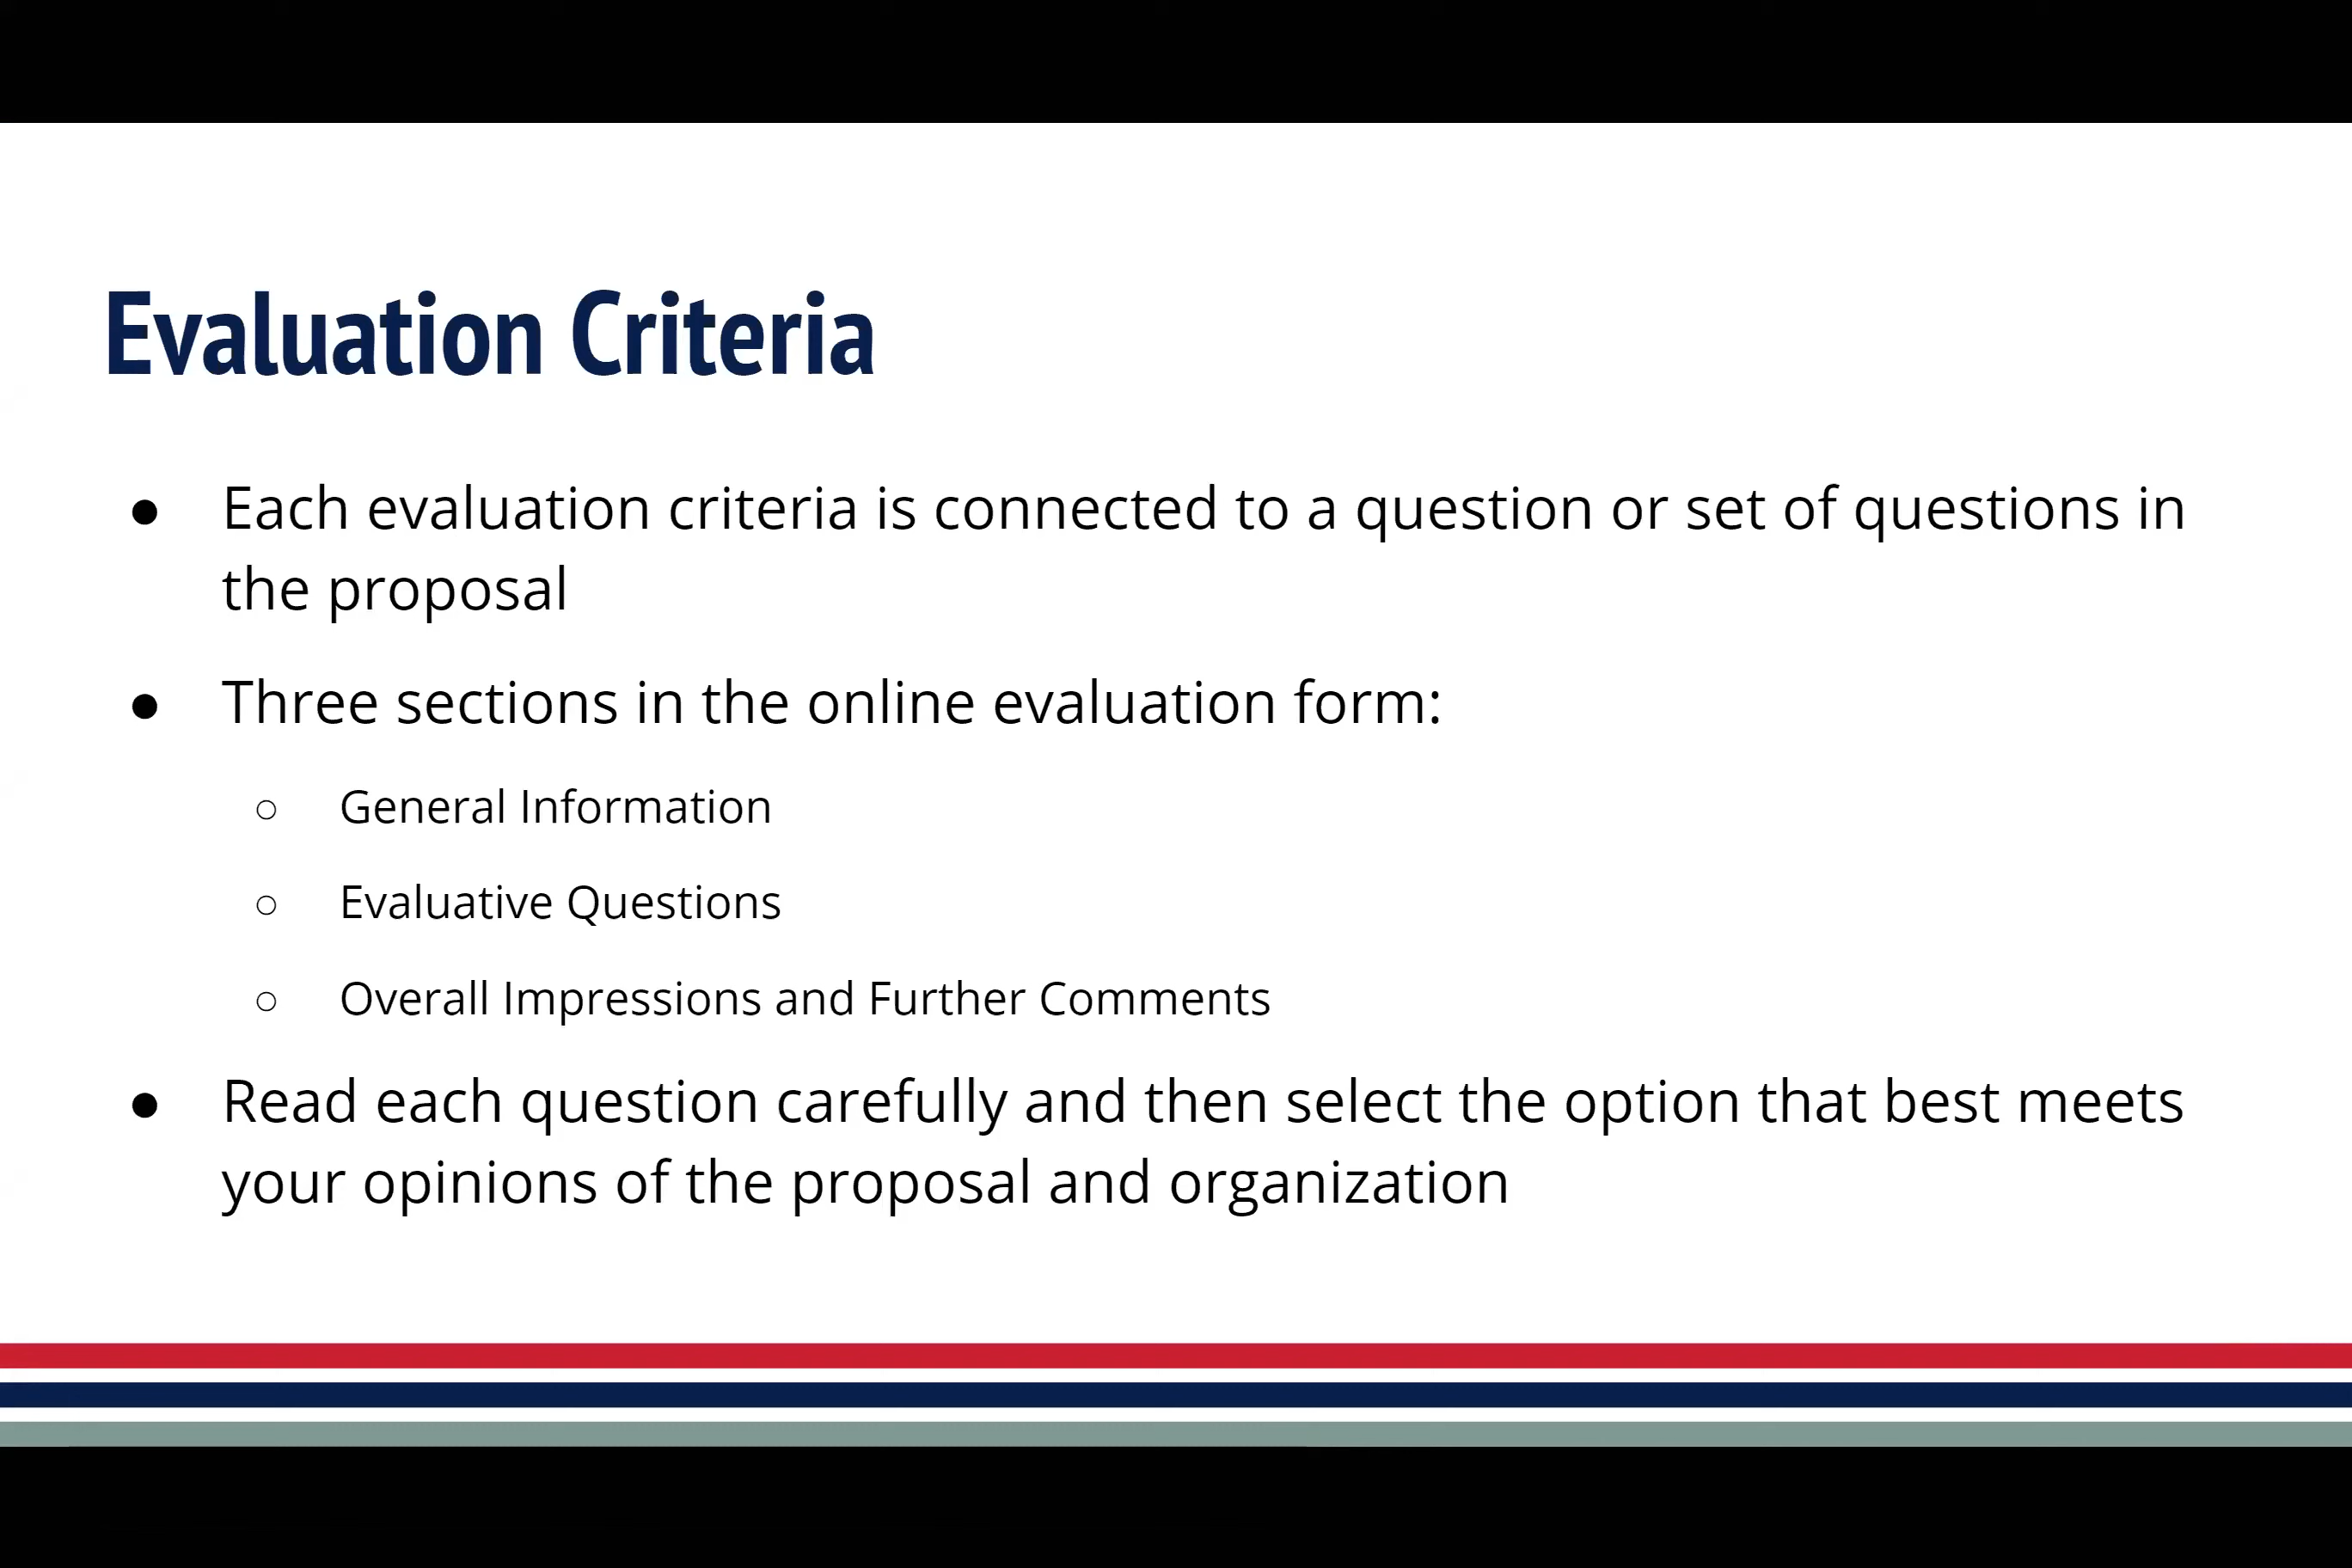 Evaluation Criteria
● Each evaluation criteria is connected to a question or set of questions in
the proposal
● Three sections in the online evaluation form:
○ General Information
○ Evaluative Questions
○ Overall Impressions and Further Comments
● Read each question carefully and then select the option that best meets
your opinions of the proposal and organization